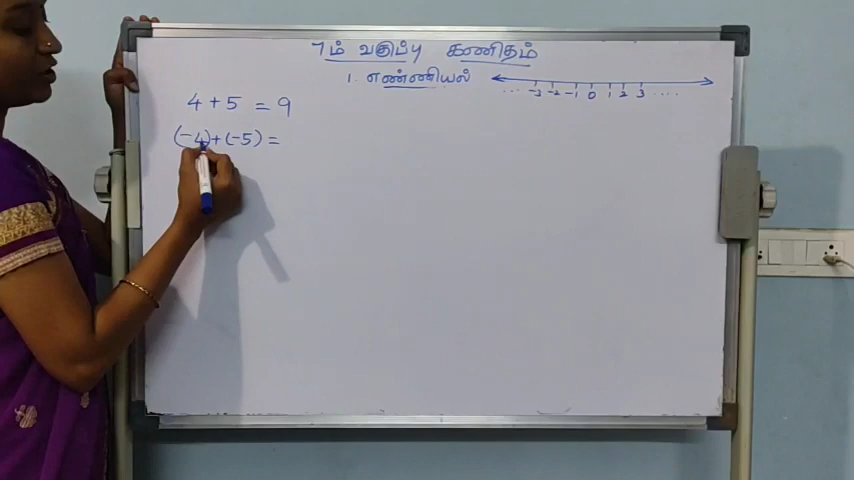 7ம் வகுப்பு கணிதம்
1. எண்ணியல்
... -3 -2 -1 0 1 2 3 ....
4 + 5 = 9
(-4) + (-5) =